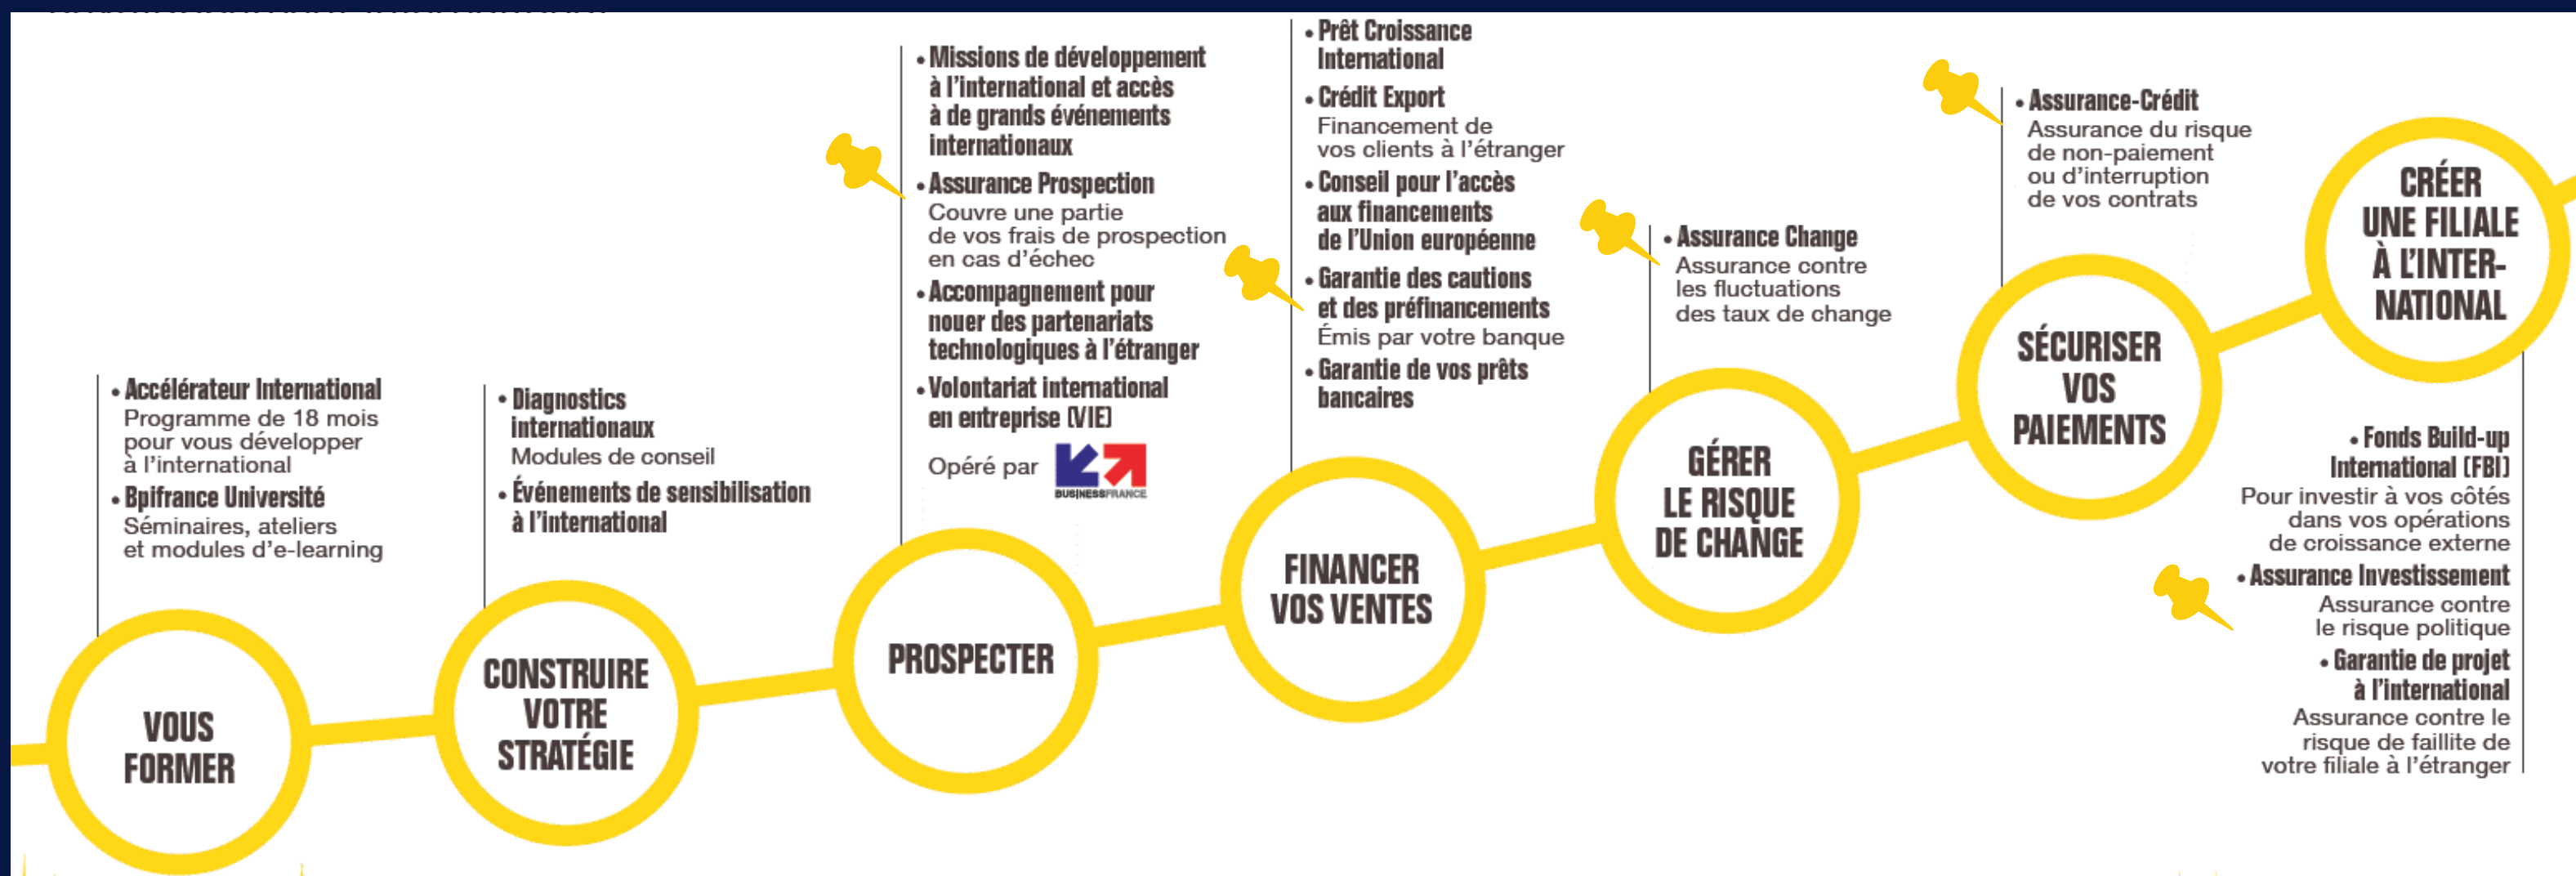 • Accélérateur International
Programme de 18 mois
pour vous développer
à l'international
• Bpifrance Université
Séminaires, ateliers
et modules d'e-learning
VOUS
FORMER
• Diagnostics
internationaux
Modules de conseil
• Événements de sensibilisation
à l'international
CONSTRUIRE
VOTRE
STRATÉGIE
• Missions de développement
à l'international et accès
à de grands événements
internationaux
• Assurance Prospection
Couvre une partie
de vos frais de prospection
en cas d'échec
• Accompagnement pour
nouer des partenariats
technologiques à l'étranger
• Volontariat international
en entreprise (VIE)
Opéré par
BUSINESSFRANCE
PROSPECTER
• Prêt Croissance
International
• Crédit Export
Financement de
vos clients à l'étranger
• Conseil pour l'accès
aux financements
de l'Union européenne
• Garantie des cautions
et des préfinancements
Émis par votre banque
• Garantie de vos prêts
bancaires
FINANCER
VOS VENTES
• Assurance Change
Assurance contre
les fluctuations
des taux de change
GÉRER
LE RISQUE
DE CHANGE
• Assurance-Crédit
Assurance du risque
de non-paiement
ou d'interruption
de vos contrats
SÉCURISER
VOS
PAIEMENTS
CRÉER
UNE FILIALE
À L'INTER-
NATIONAL
• Fonds Build-up
International (FBI)
Pour investir à vos côtés
dans vos opérations
de croissance externe
• Assurance Investissement
Assurance contre
le risque politique
• Garantie de projet
à l'international
Assurance contre le
risque de faillite de
votre filiale à l'étranger